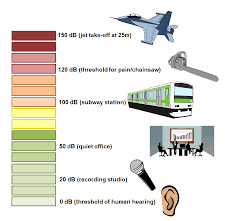 150 dB (jet take-off at 25m)
120 dB (threshold for pain/chainsaw)
100 dB (subway station)
50 dB (quiet office)
20 dB (recording studio)
0 dB (threshold of human hearing)